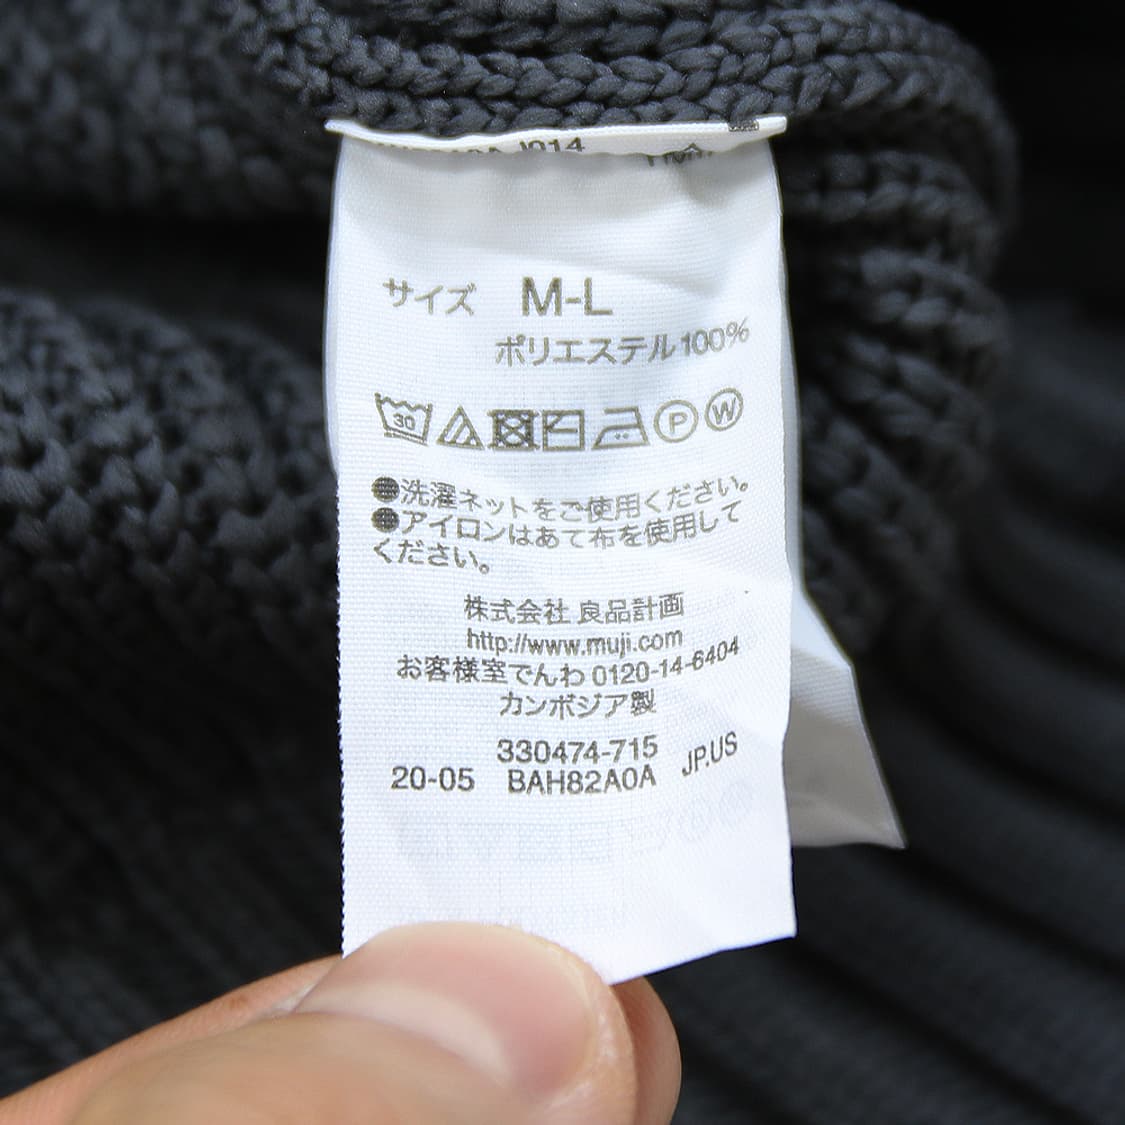 J014
サイズ M-L
ポリエステル100%
30 P W
●洗濯ネットをご使用ください。
●アイロンはあて布を使用して
ください。
株式会社 良品計画
http://www.muji.com
お客様室でんわ 0120-14-6404
カンボジア製
330474-715
20-05 BAH82A0A JP.US